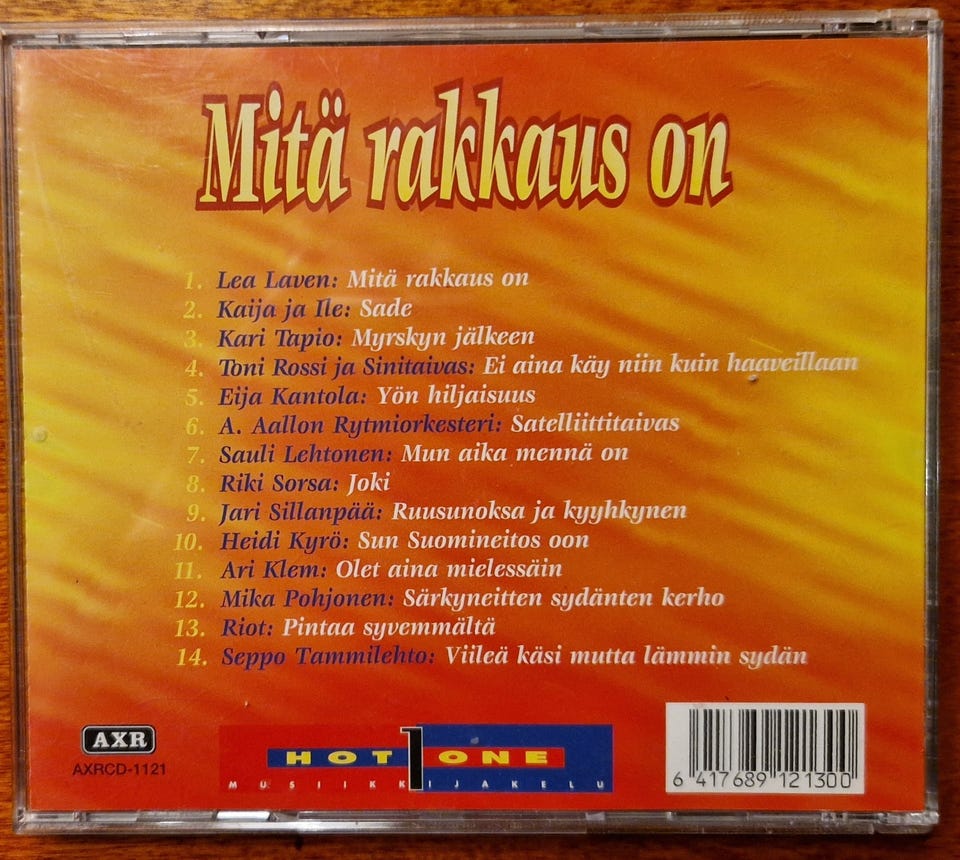 Mitä rakkaus on
1. Lea Laven: Mitä rakkaus on
2. Kaija ja Ile: Sade
3. Kari Tapio: Myrskyn jälkeen
4. Toni Rossi ja Sinitaivas: Ei aina käy niin kuin haaveillaan
5. Eija Kantola: Yön hiljaisuus
6. A. Aallon Rytmiorkesteri: Satelliittitaivas
7. Sauli Lehtonen: Mun aika mennä on
8. Riki Sorsa: Joki
9. Jari Sillanpää: Ruusunoksa ja kyyhkynen
10. Heidi Kyrö: Sun Suomineitos oon
11. Ari Klem: Olet aina mielessäin
12. Mika Pohjonen: Särkyneitten sydänten kerho
13. Riot: Pintaa syvemmältä
14. Seppo Tammilehto: Viileä käsi mutta lämmin sydän
AXR
AXRCD-1121
HOT 1 ONE
MUSIIKKIJAKELU
6 417689 121300